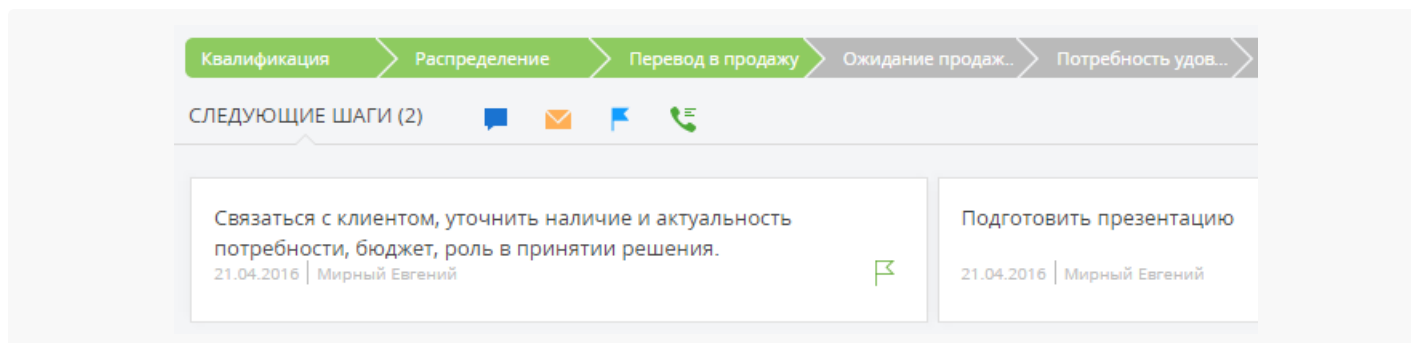 Квалификация Распределение Перевод в продажу Ожидание продаж.. Потребность удов...
СЛЕДУЮЩИЕ ШАГИ (2)
Связаться с клиентом, уточнить наличие и актуальность
потребности, бюджет, роль в принятии решения.
21.04.2016 | Мирный Евгений
Подготовить презентацию
21.04.2016 | Мирный Евгений